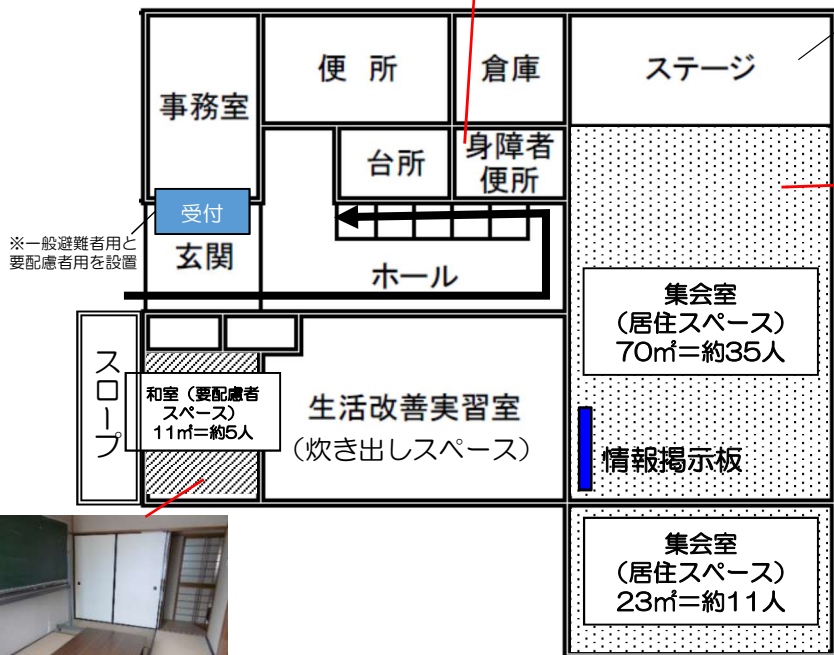 便 所
倉庫
ステージ
事務室
台所
身障者
便所
受付
※一般避難者用と
要配慮者用を設置
玄関
ホール
集会室
（居住スペース）
70㎡＝約35人
スロープ
和室（要配慮者
スペース）
11㎡＝約5人
生活改善実習室
（炊き出しスペース）
情報掲示板
集会室
（居住スペース）
23㎡＝約11人